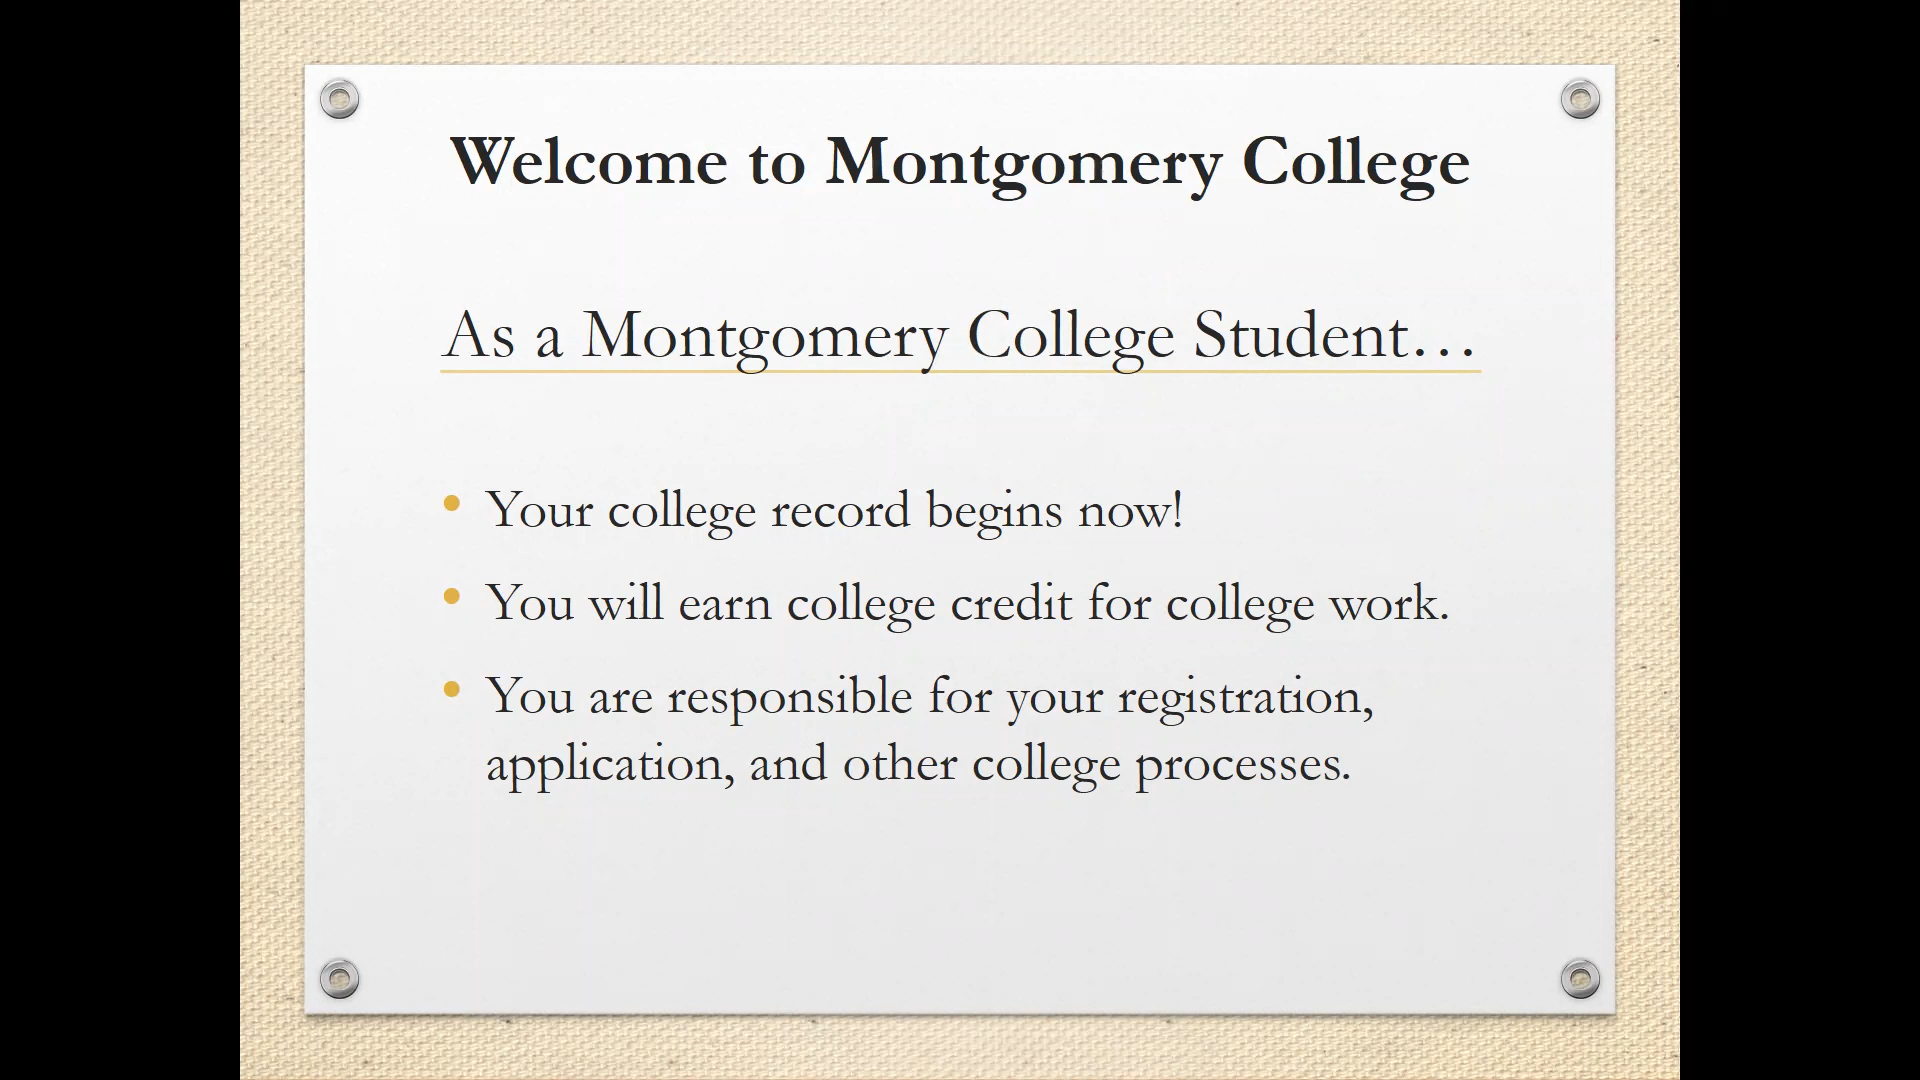 Welcome to Montgomery College
As a Montgomery College Student…
• Your college record begins now!
• You will earn college credit for college work.
• You are responsible for your registration,
application, and other college processes.